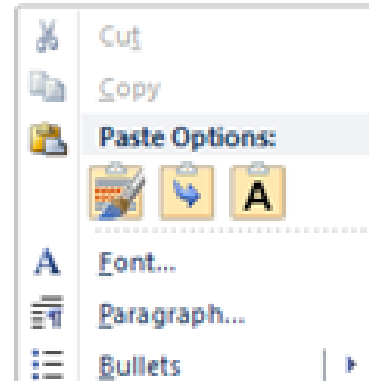 Cut
Copy
Paste Options:
A
Font...
Paragraph...
Bullets